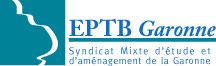 EPTB Garonne
Syndicat Mixte d'étude et
d'aménagement de la Garonne